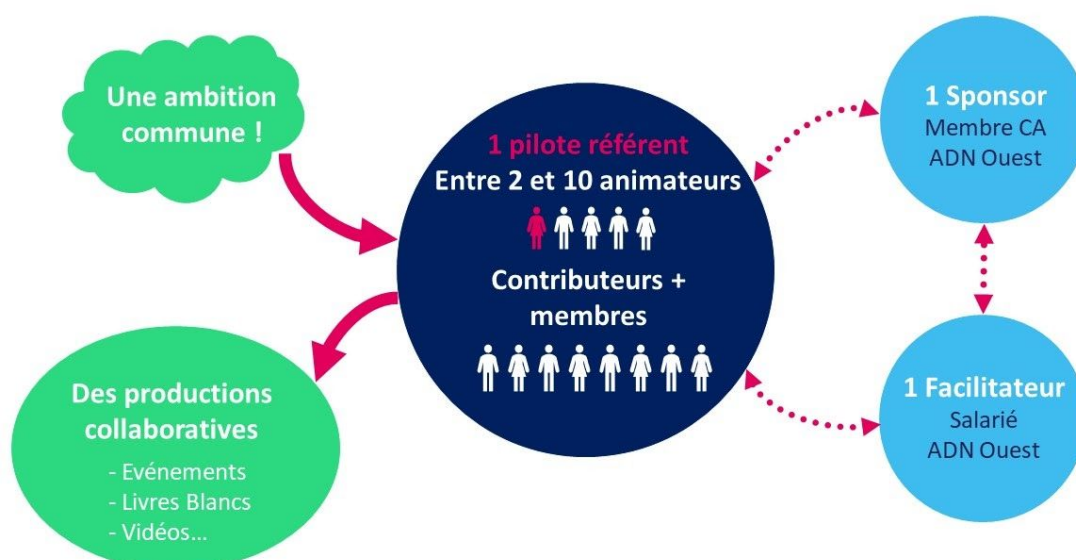 Une ambition
commune !
1 pilote référent
Entre 2 et 10 animateurs
Contributeurs +
membres
Des productions
collaboratives
- Evénements
- Livres Blancs
- Vidéos...
1 Sponsor
Membre CA
ADN Ouest
1 Facilitateur
Salarié
ADN Ouest